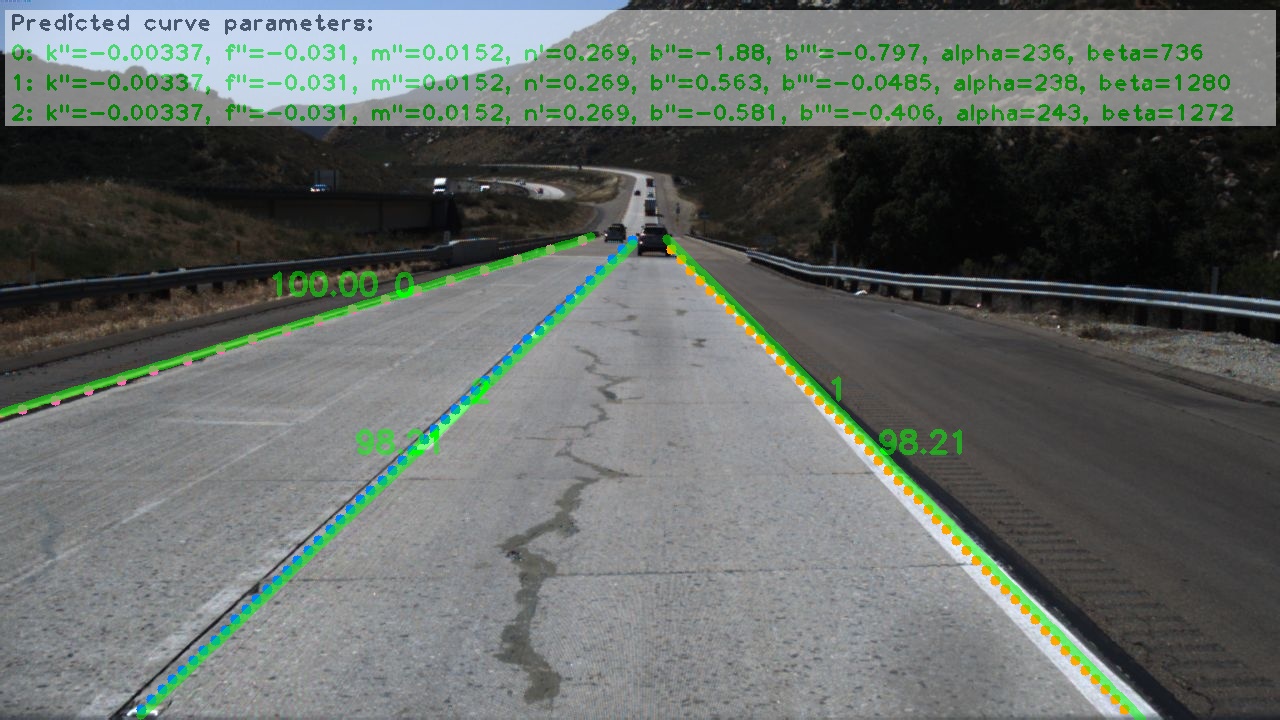 Predicted curve parameters:
0: k''=-0.00337, f''=-0.031, m''=0.0152, n'=0.269, b''=-1.88, b'''=-0.797, alpha=236, beta=736
1: k''=-0.00337, f''=-0.031, m''=0.0152, n'=0.269, b''=0.563, b'''=-0.0485, alpha=238, beta=1280
2: k''=-0.00337, f''=-0.031, m''=0.0152, n'=0.269, b''=-0.581, b'''=-0.406, alpha=243, beta=1272
100.00 0
1
2
98.21